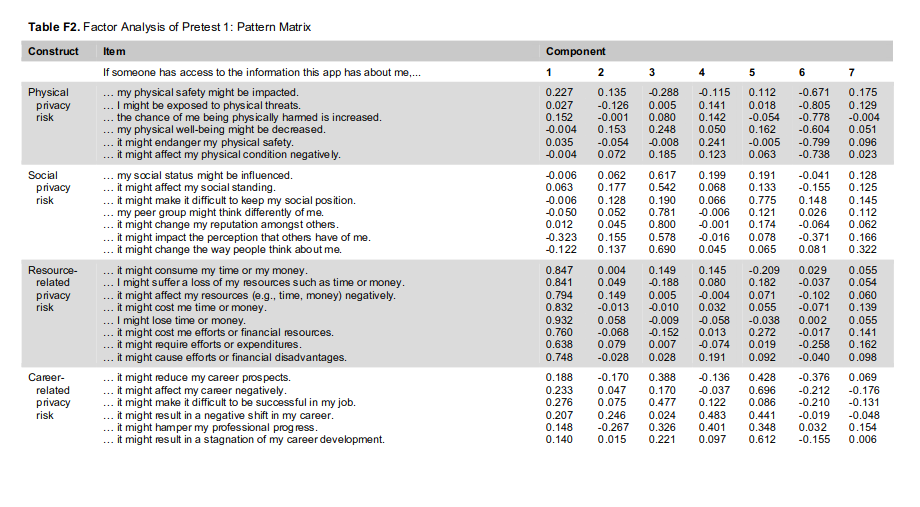 Table F2. Factor Analysis of Pretest 1: Pattern Matrix
Construct Item Component
If someone has access to the information this app has about me,... 1 2 3 4 5 6 7
Physical … my physical safety might be impacted. 0.227 0.135 -0.288 -0.115 0.112 -0.671 0.175
privacy … I might be exposed to physical threats. 0.027 -0.126 0.005 0.141 0.018 -0.805 0.129
risk … the chance of me being physically harmed is increased. 0.152 -0.001 0.080 0.142 -0.054 -0.778 -0.004
… my physical well-being might be decreased. -0.004 0.153 0.248 0.050 0.162 -0.604 0.051
… it might endanger my physical safety. 0.035 -0.054 -0.008 0.241 -0.005 -0.799 0.096
… it might affect my physical condition negatively. -0.004 0.072 0.185 0.123 0.063 -0.738 0.023
Social … my social status might be influenced. -0.006 0.062 0.617 0.199 0.191 -0.041 0.128
privacy … it might affect my social standing. 0.063 0.177 0.542 0.068 0.133 -0.155 0.125
risk … it might make it difficult to keep my social position. -0.006 0.128 0.190 0.066 0.775 0.148 0.145
… my peer group might think differently of me. -0.050 0.052 0.781 -0.006 0.121 0.026 0.112
… it might change my reputation amongst others. 0.012 0.045 0.800 -0.001 0.174 -0.064 0.062
… it might impact the perception that others have of me. -0.323 0.155 0.578 -0.016 0.078 -0.371 0.166
… it might change the way people think about me. -0.122 0.137 0.690 0.045 0.065 0.081 0.322
Resource- … it might consume my time or my money. 0.847 0.004 0.149 0.145 -0.209 0.029 0.055
related … I might suffer a loss of my resources such as time or money. 0.841 0.049 -0.188 0.080 0.182 -0.037 0.054
privacy … it might affect my resources (e.g., time, money) negatively. 0.794 0.149 0.005 -0.004 0.071 -0.102 0.060
risk … it might cost me time or money. 0.832 -0.013 -0.010 0.032 0.055 -0.071 0.139
… I might lose time or money. 0.932 0.058 -0.009 -0.058 -0.038 0.002 0.055
… it might cost me efforts or financial resources. 0.760 -0.068 -0.152 0.013 0.272 -0.017 0.141
… it might require efforts or expenditures. 0.638 0.079 0.007 -0.074 0.019 -0.258 0.162
… it might cause efforts or financial disadvantages. 0.748 -0.028 0.028 0.191 0.092 -0.040 0.098
Career- … it might reduce my career prospects. 0.188 -0.170 0.388 -0.136 0.428 -0.376 0.069
related … it might affect my career negatively. 0.233 0.047 0.170 -0.037 0.696 -0.212 -0.176
privacy … it might make it difficult to be successful in my job. 0.276 0.075 0.477 0.122 0.086 -0.210 -0.131
risk … it might result in a negative shift in my career. 0.207 0.246 0.024 0.483 0.441 -0.019 -0.048
… it might hamper my professional progress. 0.148 -0.267 0.326 0.401 0.348 0.032 0.154
… it might result in a stagnation of my career development. 0.140 0.015 0.221 0.097 0.612 -0.155 0.006